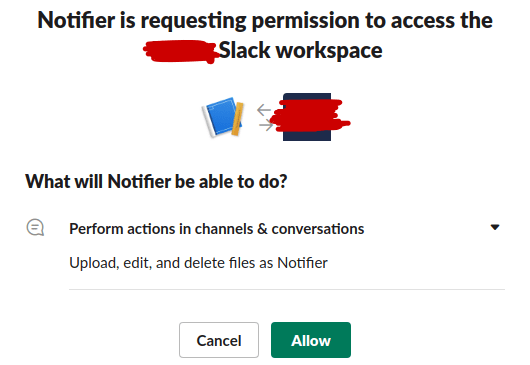 Notifier is requesting permission to access the
Slack workspace
What will Notifier be able to do?
Perform actions in channels & conversations
Upload, edit, and delete files as Notifier
Cancel
Allow